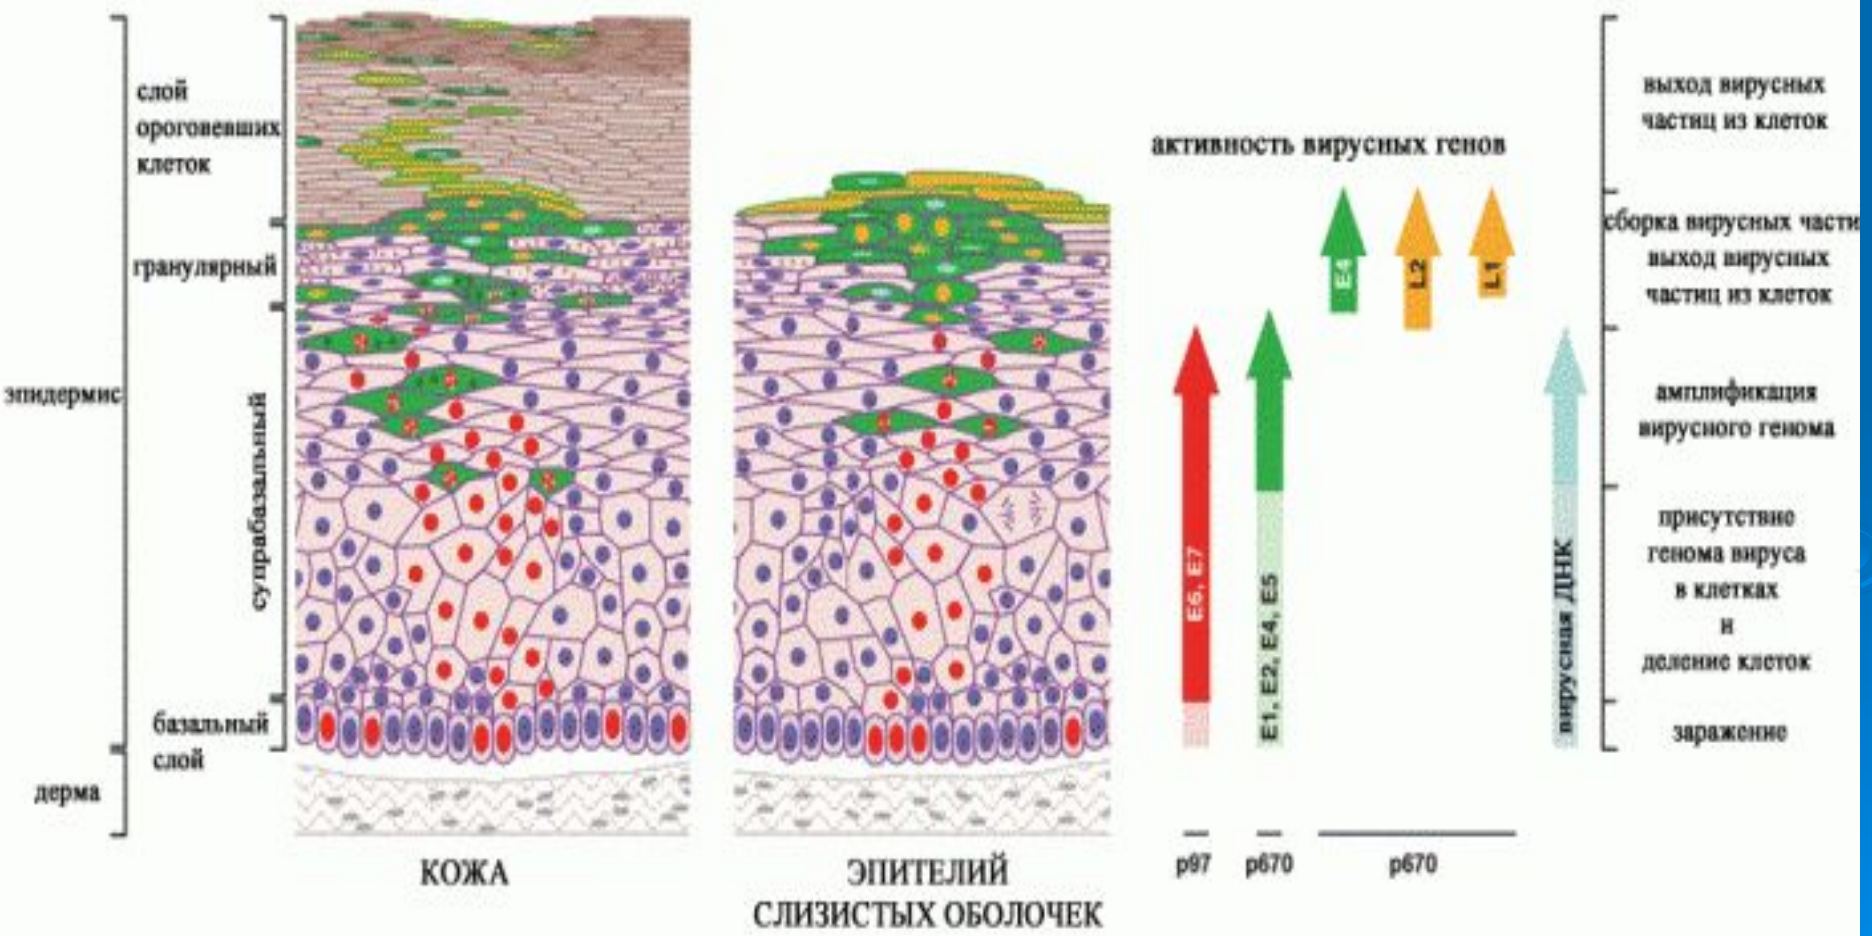 слой
ороговевших
клеток
гранулярный
эпидермис
супрабазальный
базальный
слой
дерма
КОЖА
ЭПИТЕЛИЙ
СЛИЗИСТЫХ ОБОЛОЧЕК
активность вирусных генов
E4
L2
L1
E6, E7
E1, E2, E4, E5
вирусная ДНК
p97
p670
p670
выход вирусных
частиц из клеток
сборка вирусных части
выход вирусных
частиц из клеток
амплификация
вирусного генома
присутствие
генома вируса
в клетках
и
деление клеток
заражение